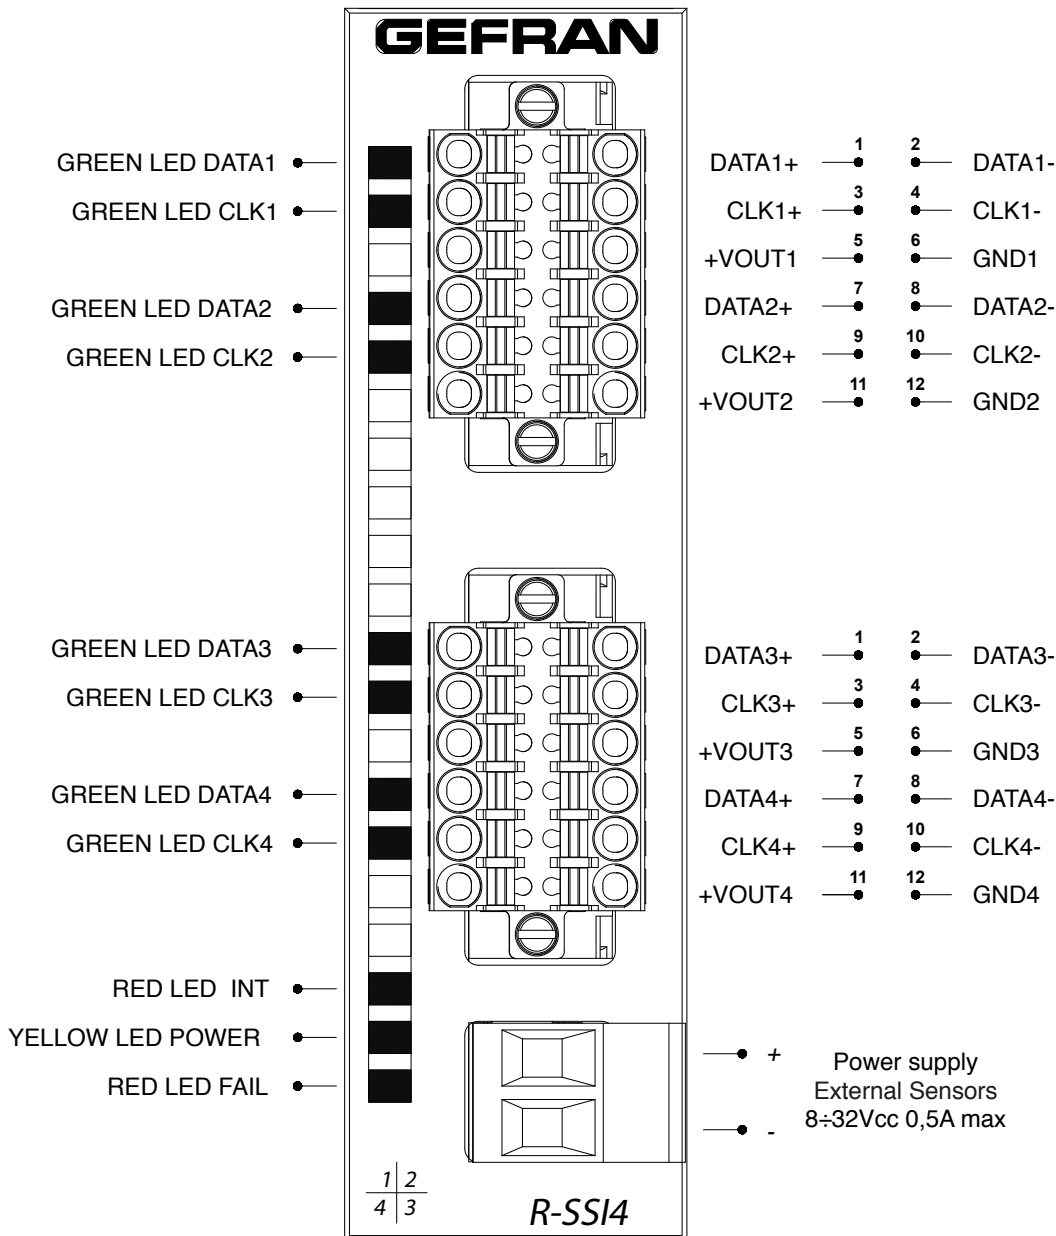 GEFRAN
GREEN LED DATA1
GREEN LED CLK1
GREEN LED DATA2
GREEN LED CLK2
DATA1+ 1 2 DATA1-
CLK1+ 3 4 CLK1-
+VOUT1 5 6 GND1
DATA2+ 7 8 DATA2-
CLK2+ 9 10 CLK2-
+VOUT2 11 12 GND2
GREEN LED DATA3
GREEN LED CLK3
GREEN LED DATA4
GREEN LED CLK4
DATA3+ 1 2 DATA3-
CLK3+ 3 4 CLK3-
+VOUT3 5 6 GND3
DATA4+ 7 8 DATA4-
CLK4+ 9 10 CLK4-
+VOUT4 11 12 GND4
RED LED INT
YELLOW LED POWER
RED LED FAIL
+
-
Power supply
External Sensors
8÷32Vcc 0,5A max
1 2
4 3
R-SSI4